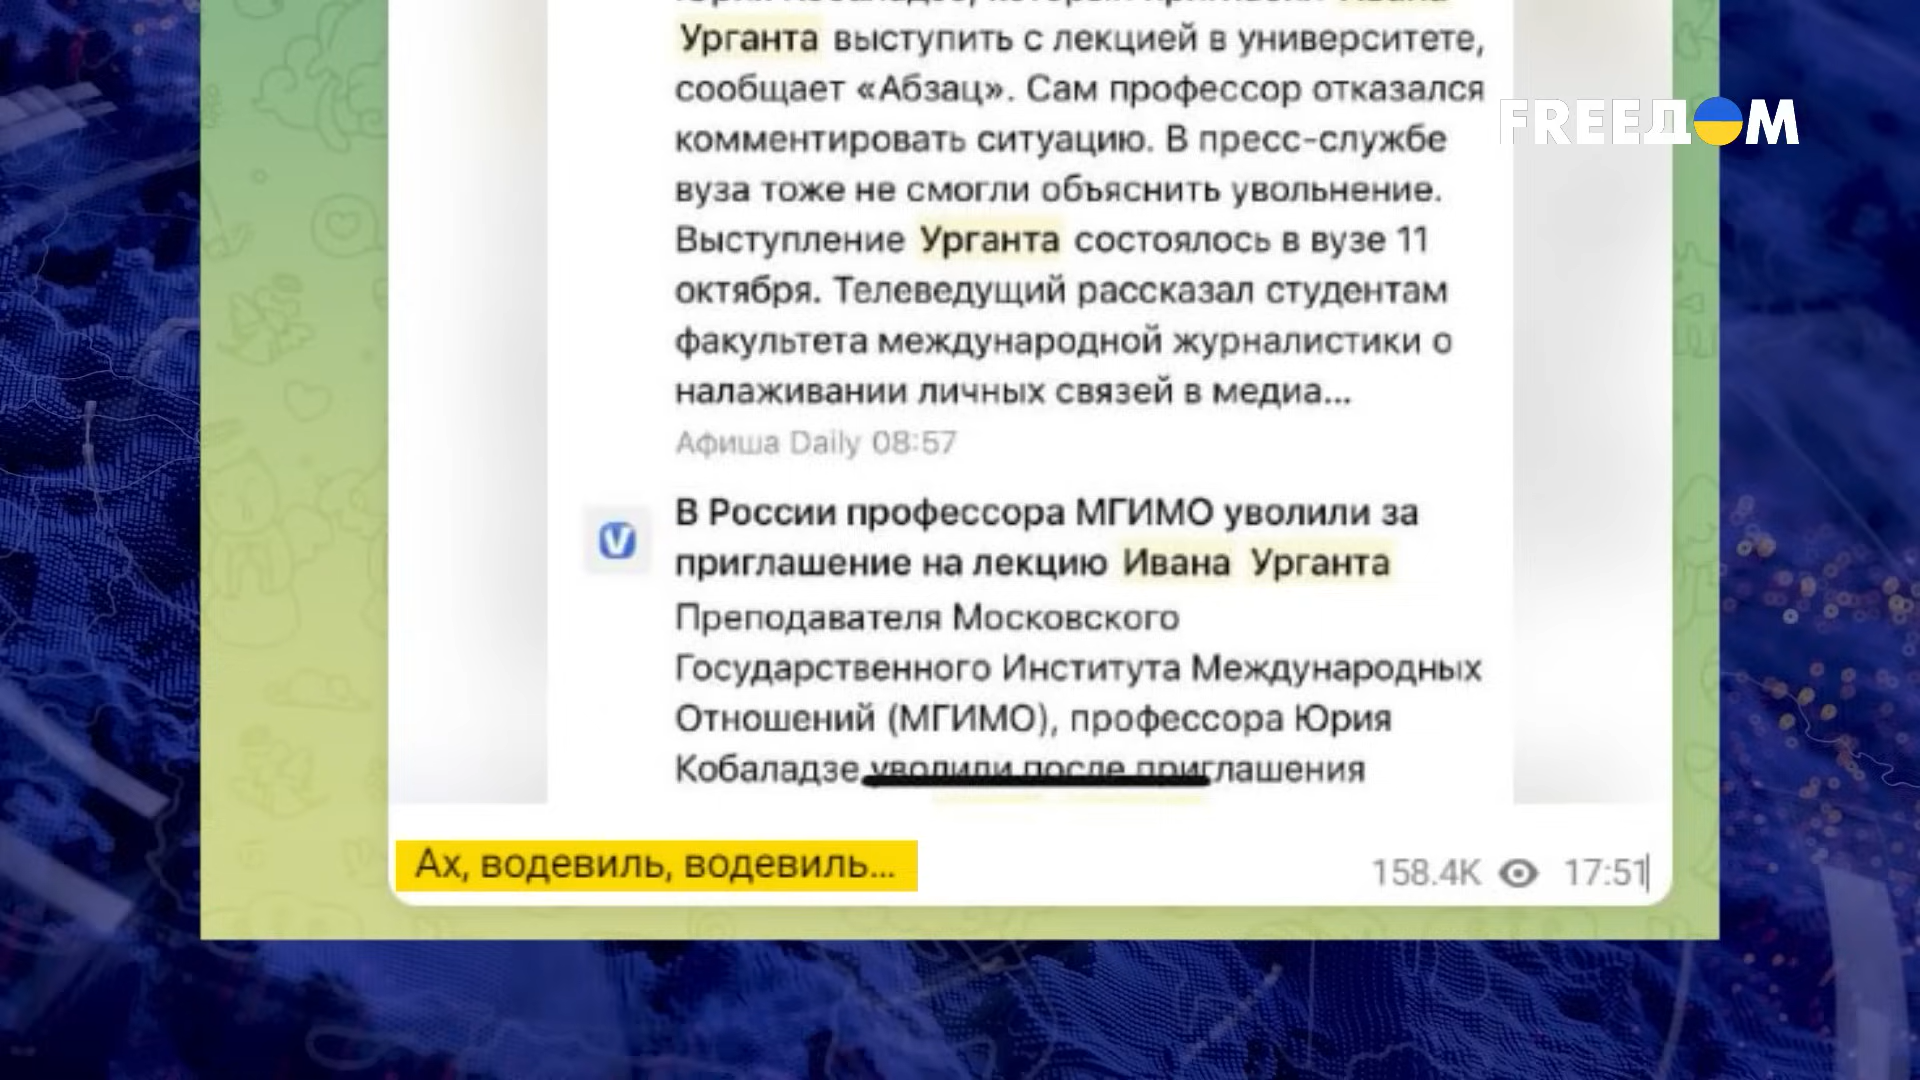 Урганта выступить с лекцией в университете,
сообщает «Абзац». Сам профессор отказался
комментировать ситуацию. В пресс-службе
вуза тоже не смогли объяснить увольнение.
Выступление Урганта состоялось в вузе 11
октября. Телеведущий рассказал студентам
факультета международной журналистики о
налаживании личных связей в медиа...
Афиша Daily 08:57
В России профессора МГИМО уволили за
приглашение на лекцию Ивана Урганта
Преподавателя Московского
Государственного Института Международных
Отношений (МГИМО), профессора Юрия
Кобаладзе уволили после приглашения
Ах, водевиль, водевиль...
158.4K 17:51
FREEДОМ